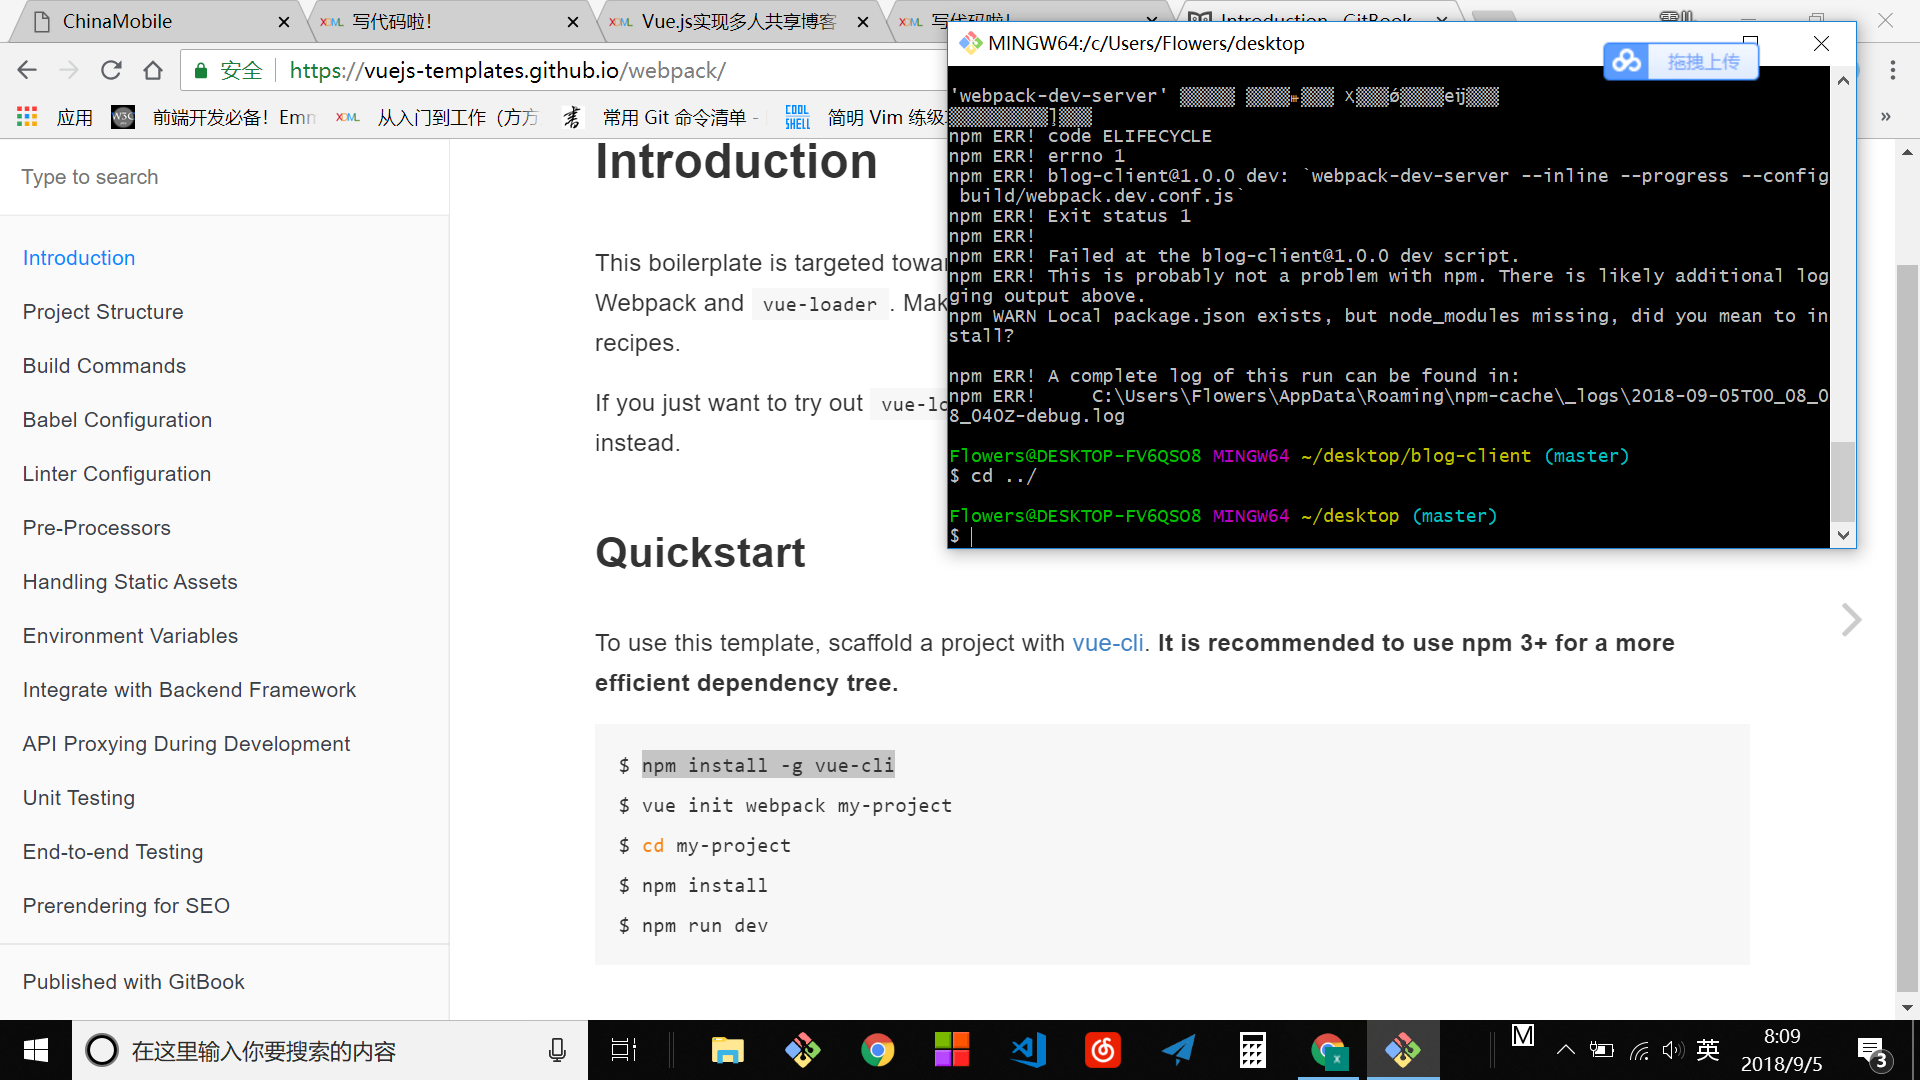 ChinaMobile
写代码啦!
Vue.js实现多人共享博客
写代码啦!
Introduction · GitBook
安全
https://vuejs-templates.github.io/webpack/
应用
前端开发必备! Emm
从入门到工作 (方方
常用 Git 命令清单 -
COOL SHELL
简明 Vim 练级
Type to search
Introduction
Project Structure
Build Commands
Babel Configuration
Linter Configuration
Pre-Processors
Handling Static Assets
Environment Variables
Integrate with Backend Framework
API Proxying During Development
Unit Testing
End-to-end Testing
Prerendering for SEO
Published with GitBook
Introduction
This boilerplate is targeted towar
Webpack and vue-loader . Mak
recipes.
If you just want to try out vue-lo
instead.
Quickstart
To use this template, scaffold a project with vue-cli. It is recommended to use npm 3+ for a more
efficient dependency tree.
$ npm install -g vue-cli
$ vue init webpack my-project
$ cd my-project
$ npm install
$ npm run dev
MINGW64:/c/Users/Flowers/desktop
拖拽上传
'webpack-dev-server'
npm ERR! code ELIFECYCLE
npm ERR! errno 1
npm ERR! blog-client@1.0.0 dev: `webpack-dev-server --inline --progress --config
build/webpack.dev.conf.js`
npm ERR! Exit status 1
npm ERR!
npm ERR! Failed at the blog-client@1.0.0 dev script.
npm ERR! This is probably not a problem with npm. There is likely additional log
ging output above.
npm WARN Local package.json exists, but node_modules missing, did you mean to in
stall?
npm ERR! A complete log of this run can be found in:
npm ERR!     C:\Users\Flowers\AppData\Roaming\npm-cache\_logs\2018-09-05T00_08_0
8_040Z-debug.log
Flowers@DESKTOP-FV6QSO8 MINGW64 ~/desktop/blog-client (master)
$ cd ../
Flowers@DESKTOP-FV6QSO8 MINGW64 ~/desktop (master)
$
在这里输入你要搜索的内容
M
英
8:09
2018/9/5
3